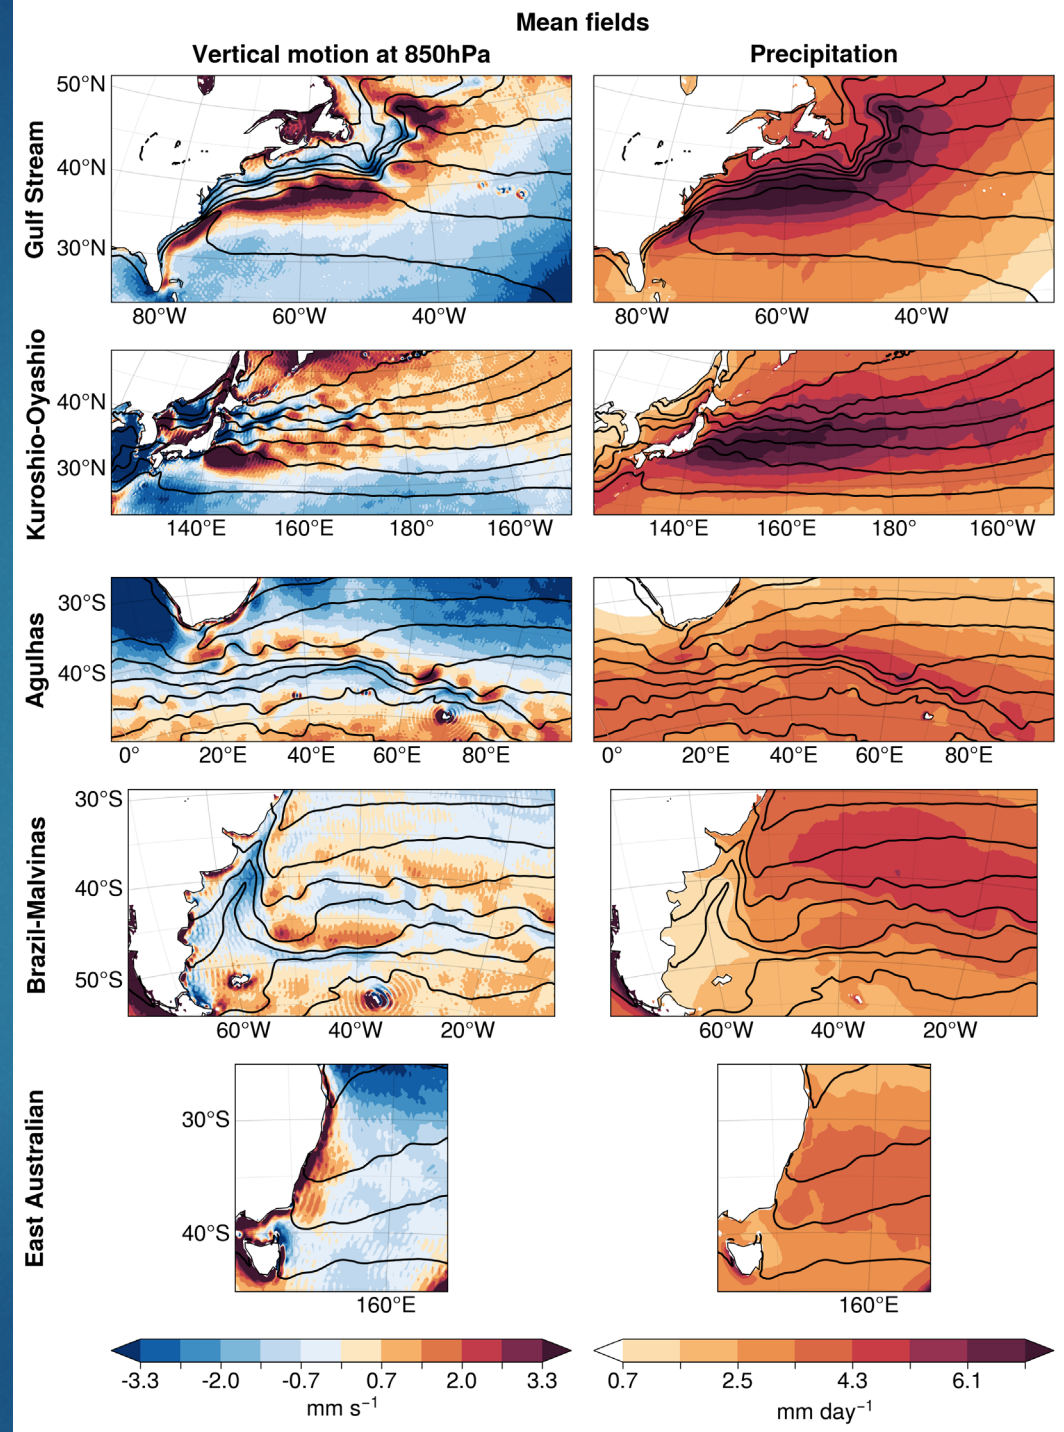 Mean fields
Vertical motion at 850hPa
Precipitation
Gulf Stream
50°N
40°N
30°N
80°W 60°W 40°W
80°W 60°W 40°W
Kuroshio-Oyashio
40°N
30°N
140°E 160°E 180° 160°W
140°E 160°E 180° 160°W
Agulhas
30°S
40°S
0° 20°E 40°E 60°E 80°E
0° 20°E 40°E 60°E 80°E
Brazil-Malvinas
30°S
40°S
50°S
60°W 40°W 20°W
60°W 40°W 20°W
East Australian
30°S
40°S
160°E
160°E
-3.3 -2.0 -0.7 0.7 2.0 3.3
mm s⁻¹
0.7 2.5 4.3 6.1
mm day⁻¹